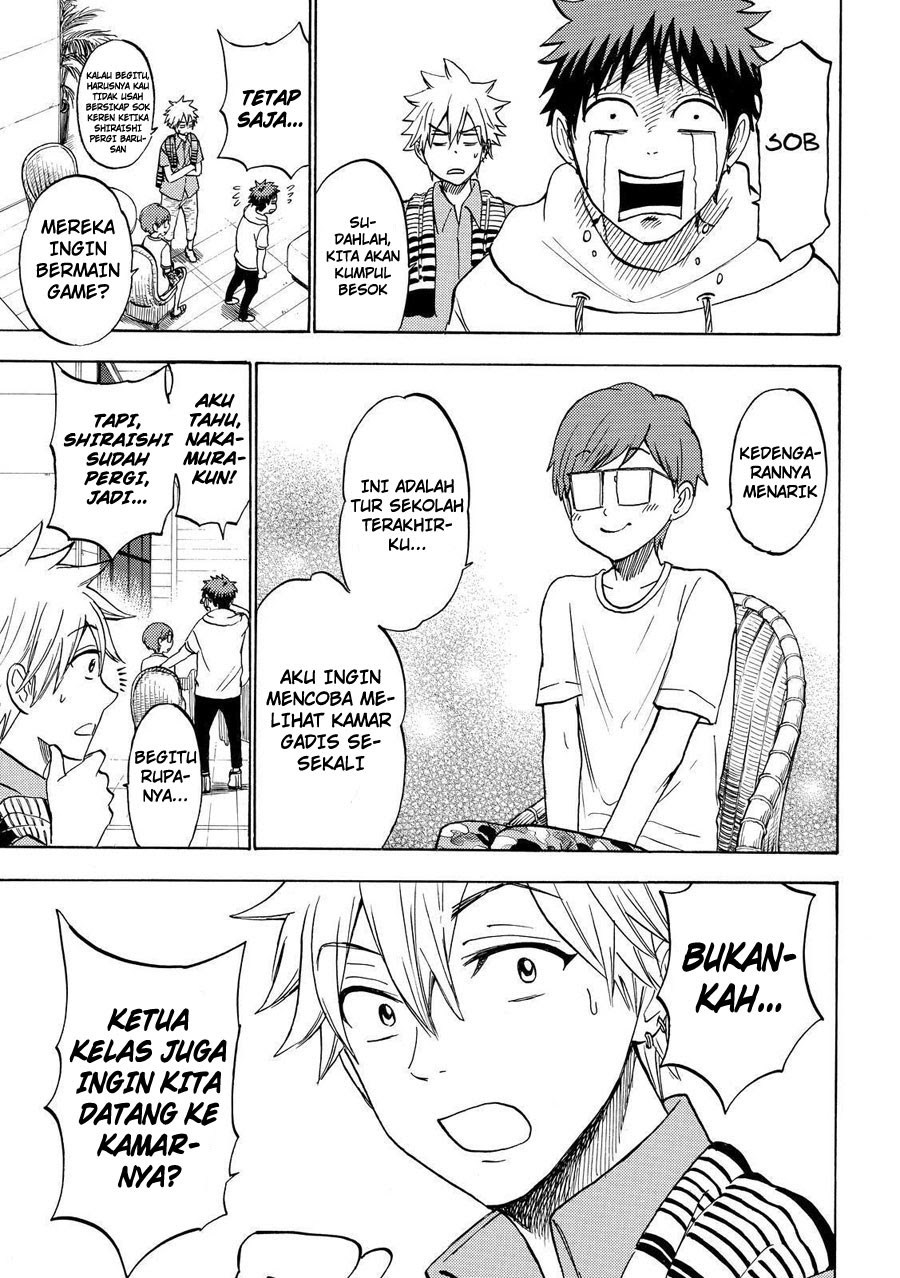 SOB
SU-
DAHLAH,
KITA AKAN
KUMPUL
BESOK
TETAP
SAJA...
KALAU BEGITU,
HARUSNYA KAU
TIDAK USAH
BERSIKAP SOK
KEREN KETIKA
SHIRAISHI
PERGI BARU-
SAN
MEREKA
INGIN
BERMAIN
GAME?
KEDENGA-
RANNYA
MENARIK
INI ADALAH
TUR SEKOLAH
TERAKHIR-
KU...
AKU INGIN
MENCOBA ME-
LIHAT KAMAR
GADIS SE-
SEKALI
AKU
TAHU,
NAKA-
MURA-
KUN!
TAPI,
SHIRAISHI
SUDAH
PERGI,
JADI...
BEGITU
RUPA-
NYA...
BUKAN-
KAH...
KETUA
KELAS JUGA
INGIN KITA
DATANG KE
KAMAR-
NYA?